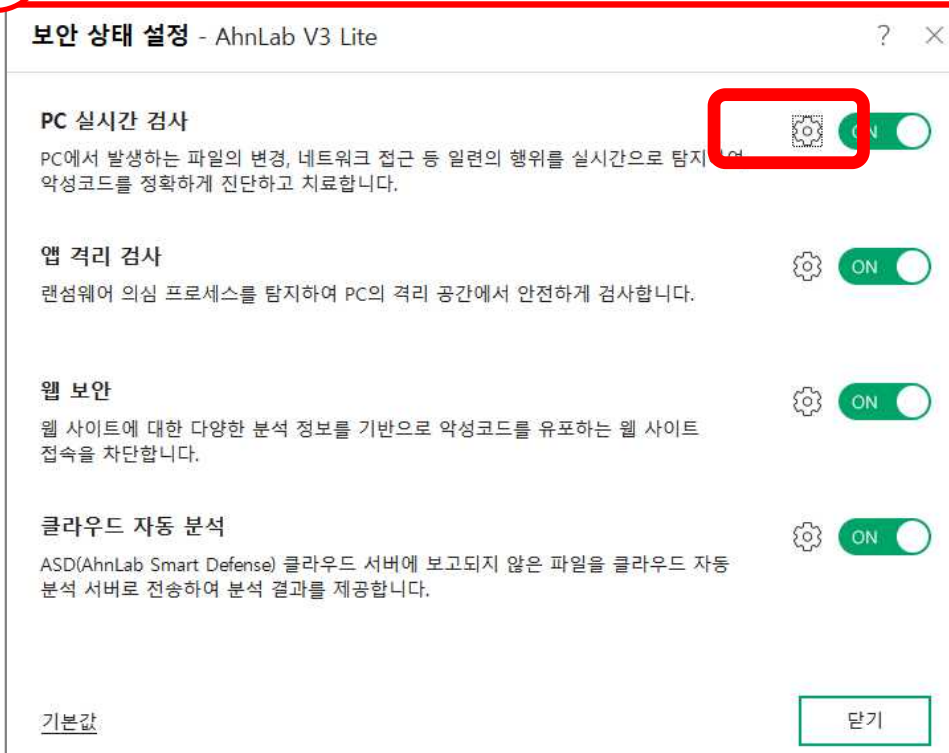 보안 상태 설정 - AhnLab V3 Lite ?
PC 실시간 검사
PC에서 발생하는 파일의 변경, 네트워크 접근 등 일련의 행위를 실시간으로
악성코드를 정확하게 진단하고 치료합니다.
앱 격리 검사
ON
랜섬웨어 의심 프로세스를 탐지하여 PC의 격리 공간에서 안전하게 검사합니다.
웹 보안
ON
웹 사이트에 대한 다양한 분석 정보를 기반으로 악성코드를 유포하는 웹 사이트
접속을 차단합니다.
클라우드 자동 분석
ON
ASD(AhnLab Smart Defense) 클라우드 서버에 보고되지 않은 파일을 클라우드 자동
분석 서버로 전송하여 분석 결과를 제공합니다.
기본값
닫기